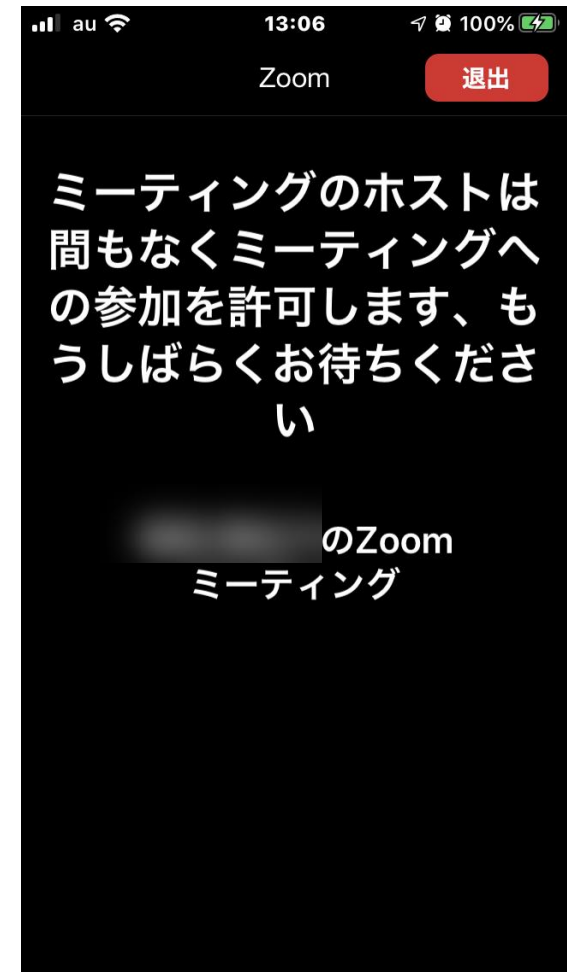 au 13:06 100%
Zoom 退出
ミーティングのホストは
間もなくミーティングへ
の参加を許可します、も
うしばらくお待ちくださ
い
のZoom
ミーティング